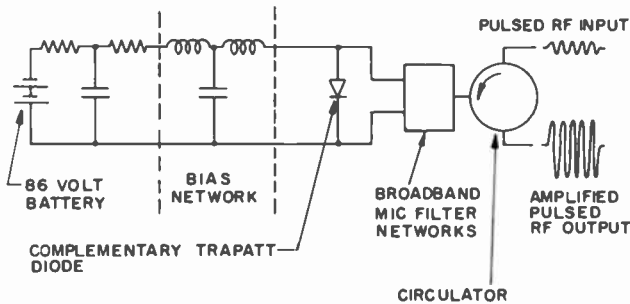 PULSED RF INPUT
86 VOLT
BATTERY
BIAS
NETWORK
BROADBAND
MIC FILTER
NETWORKS
AMPLIFIED
PULSED
RF OUTPUT
COMPLEMENTARY TRAPATT
DIODE
CIRCULATOR